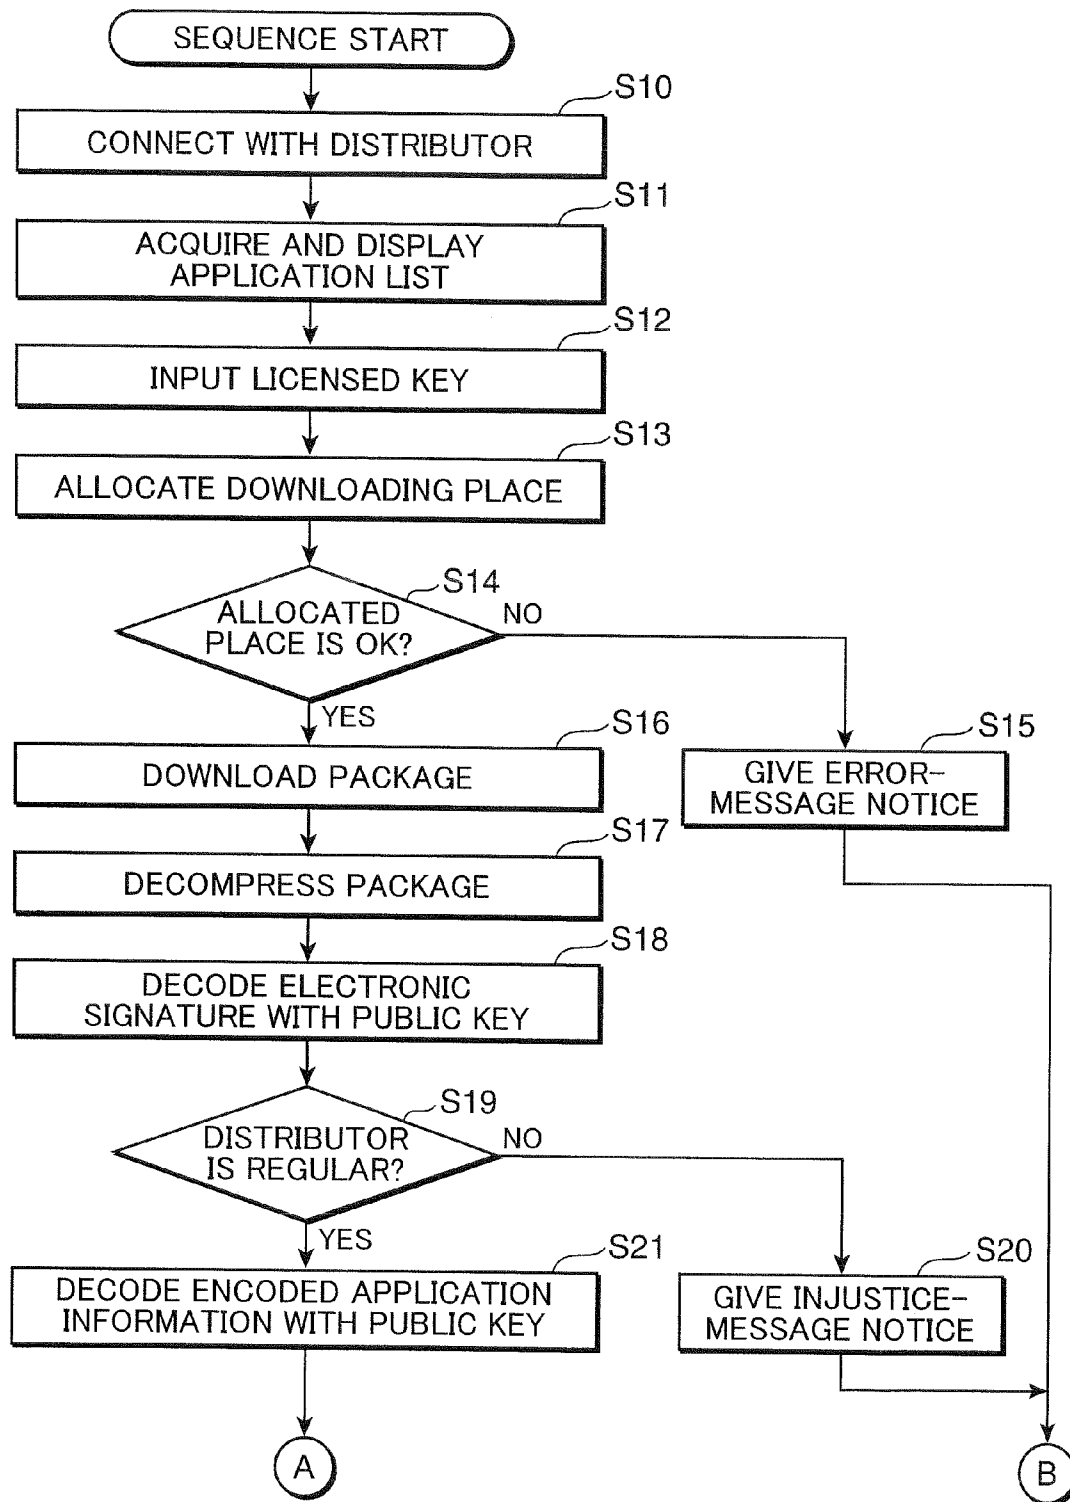 SEQUENCE START
S10
CONNECT WITH DISTRIBUTOR
S11
ACQUIRE AND DISPLAY
APPLICATION LIST
S12
INPUT LICENSED KEY
S13
ALLOCATE DOWNLOADING PLACE
S14
ALLOCATED
PLACE IS OK?
NO
YES
S16
DOWNLOAD PACKAGE
S15
GIVE ERROR-
MESSAGE NOTICE
S17
DECOMPRESS PACKAGE
S18
DECODE ELECTRONIC
SIGNATURE WITH PUBLIC KEY
S19
DISTRIBUTOR
IS REGULAR?
NO
YES
S21
DECODE ENCODED APPLICATION
INFORMATION WITH PUBLIC KEY
S20
GIVE INJUSTICE-
MESSAGE NOTICE
A
B